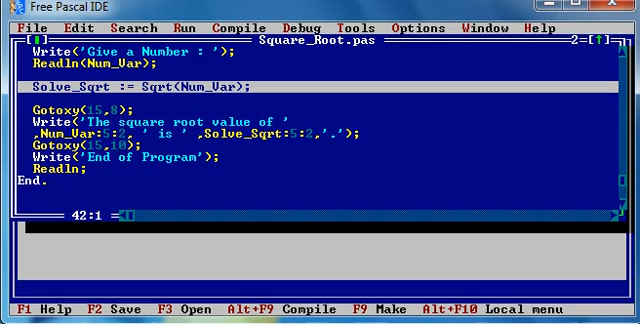 Free Pascal IDE
File Edit Search Run Compile Debug Tools Options Window Help
Square_Root.pas 2=[↑]
Write('Give a Number : ');
Readln(Num_Var);
Solve_Sqrt := Sqrt(Num_Var);
Gotoxy(15,8);
Write('The square root value of '
,Num_Var:5:2, ' is ' ,Solve_Sqrt:5:2,'.');
Gotoxy(15,10);
Write('End of Program');
Readln;
End.
42:1
F1 Help F2 Save F3 Open Alt+F9 Compile F9 Make Alt+F10 Local menu